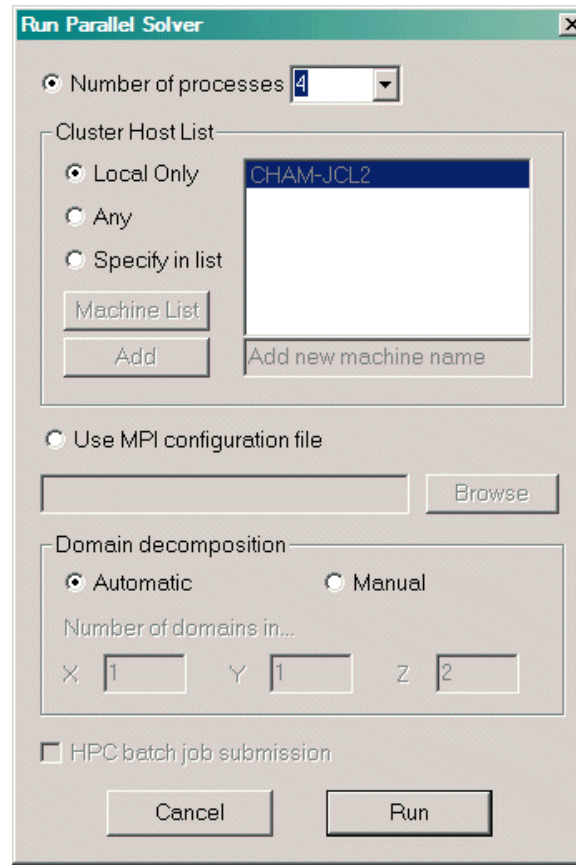 Run Parallel Solver
Number of processes 4
Cluster Host List
Local Only
CHAM-JCL2
Any
Specify in list
Machine List
Add
Add new machine name
Use MPI configuration file
Browse
Domain decomposition
Automatic Manual
Number of domains in...
X 1 Y 1 Z 2
HPC batch job submission
Cancel Run